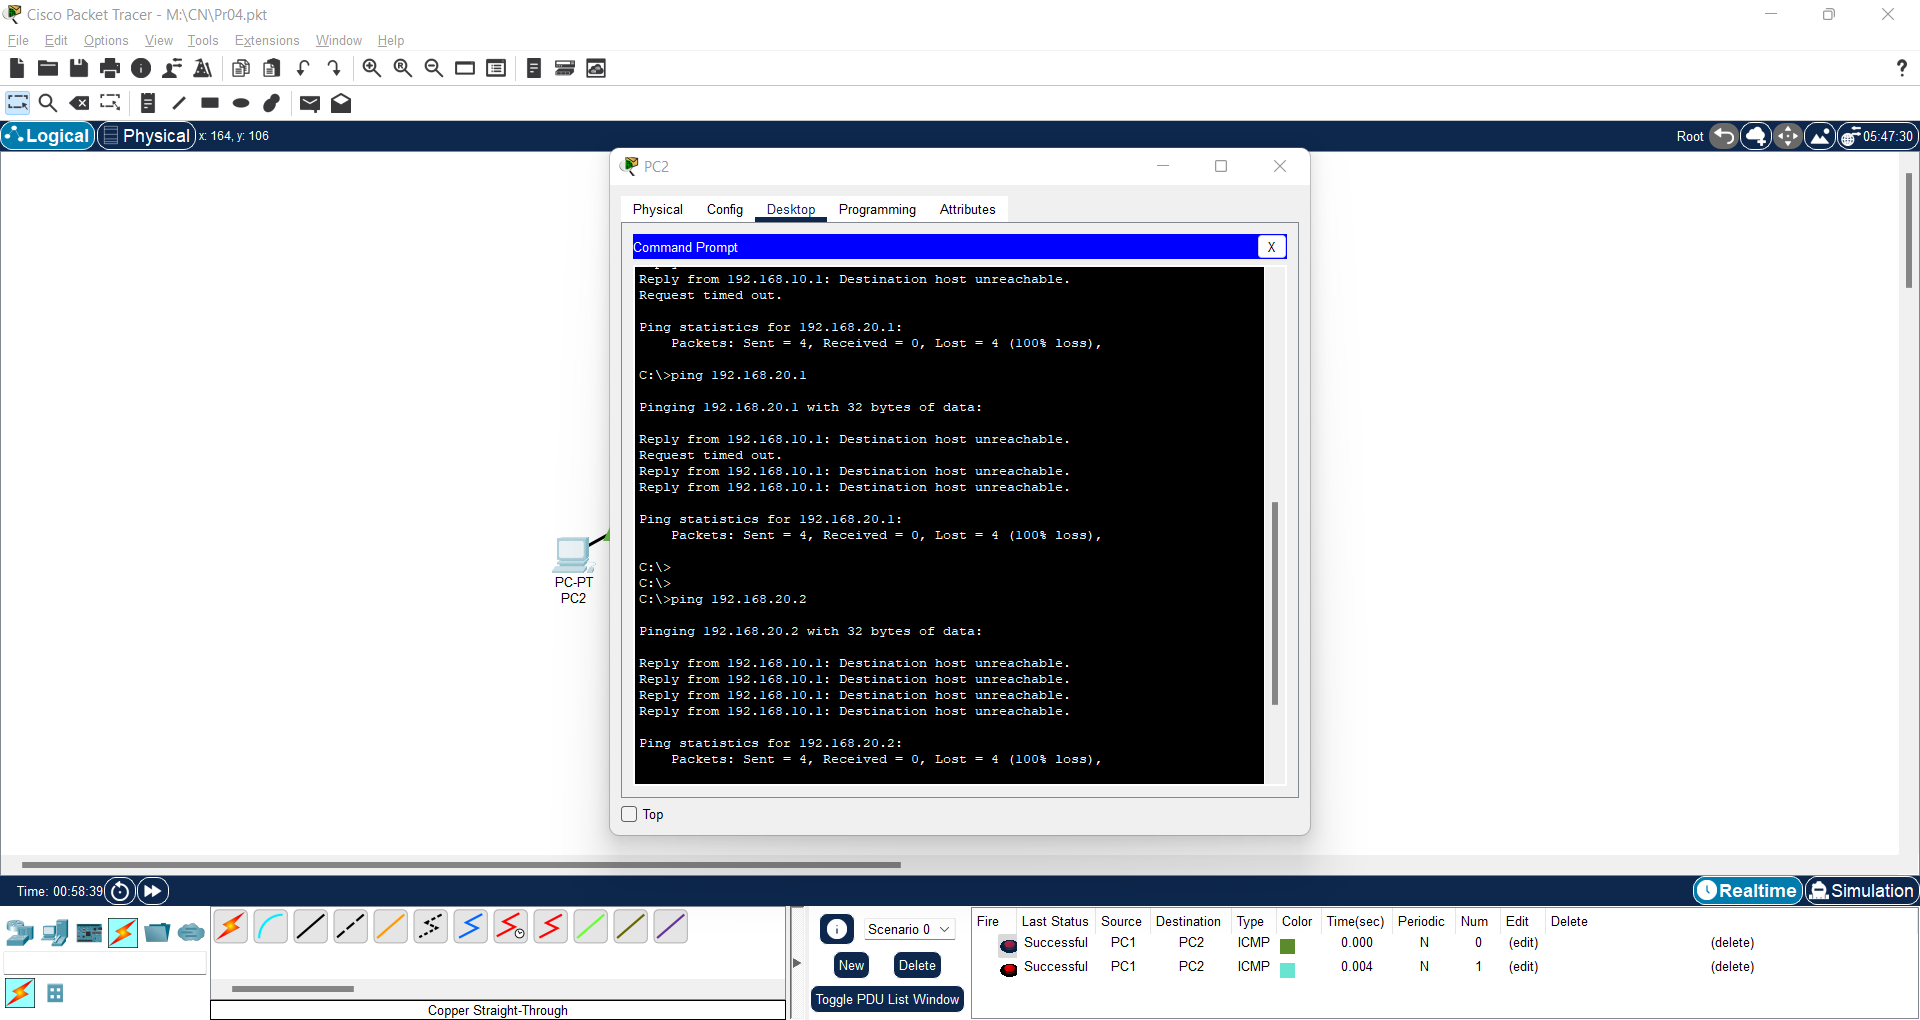 Cisco Packet Tracer - M:\CN\Pr04.pkt
File Edit Options View Tools Extensions Window Help
?
Logical Physical x: 164, y: 106 Root 05:47:30
PC2
Physical Config Desktop Programming Attributes
Command Prompt X
Reply from 192.168.10.1: Destination host unreachable.
Request timed out.
Ping statistics for 192.168.20.1:
Packets: Sent = 4, Received = 0, Lost = 4 (100% loss),
C:\>ping 192.168.20.1
Pinging 192.168.20.1 with 32 bytes of data:
Reply from 192.168.10.1: Destination host unreachable.
Request timed out.
Reply from 192.168.10.1: Destination host unreachable.
Reply from 192.168.10.1: Destination host unreachable.
Ping statistics for 192.168.20.1:
Packets: Sent = 4, Received = 0, Lost = 4 (100% loss),
C:\>
C:\>
C:\>ping 192.168.20.2
Pinging 192.168.20.2 with 32 bytes of data:
Reply from 192.168.10.1: Destination host unreachable.
Reply from 192.168.10.1: Destination host unreachable.
Reply from 192.168.10.1: Destination host unreachable.
Reply from 192.168.10.1: Destination host unreachable.
Ping statistics for 192.168.20.2:
Packets: Sent = 4, Received = 0, Lost = 4 (100% loss),
Top
PC-PT
PC2
Time: 00:58:39 Realtime Simulation
Copper Straight-Through
Scenario 0
New Delete
Toggle PDU List Window
Fire Last Status Source Destination Type Color Time(sec) Periodic Num Edit Delete
Successful PC1 PC2 ICMP 0.000 N 0 (edit) (delete)
Successful PC1 PC2 ICMP 0.004 N 1 (edit) (delete)